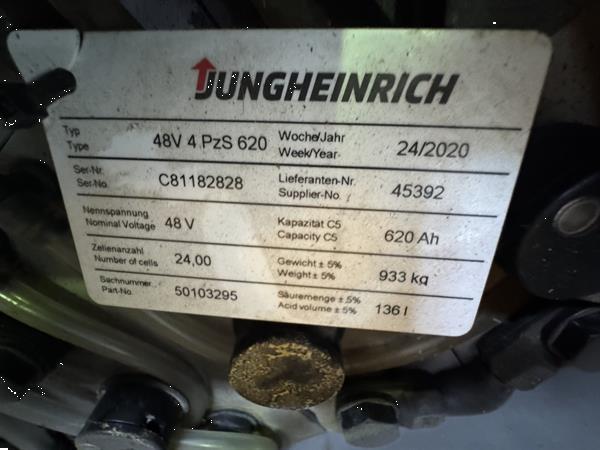 JUNGHEINRICH
Typ
Type 48V 4 PzS 620 Woche/Jahr
Week/Year 24/2020
Ser-Nr.
Ser-No. C81182828 Lieferanten-Nr.
Supplier-No. 45392
Nennspannung
Nominal Voltage 48 V Kapazität C5
Capacity C5 620 Ah
Zellenanzahl
Number of cells 24,00 Gewicht ± 5%
Weight ± 5% 933 kg
Sachnummer
Part-No. 50103295 Säuremenge ± 5%
Acid volume ± 5% 136 l